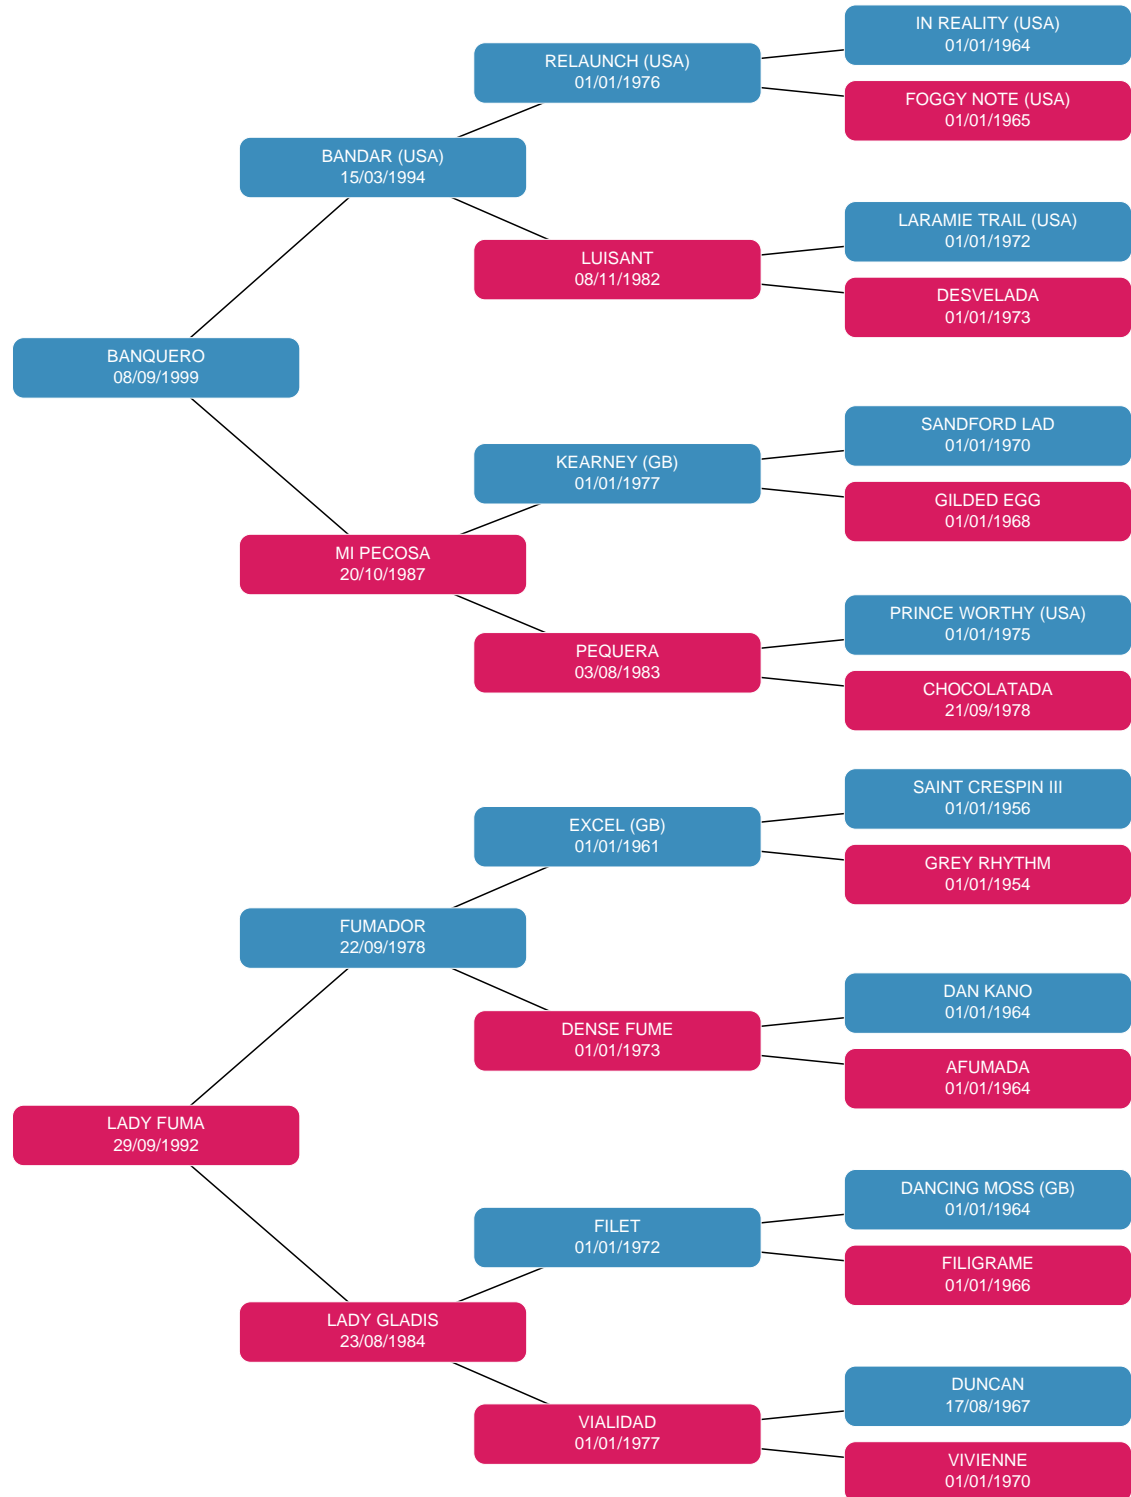 IN REALITY (USA)
01/01/1964
RELAUNCH (USA)
01/01/1976
FOGGY NOTE (USA)
01/01/1965
BANDAR (USA)
15/03/1994
LARAMIE TRAIL (USA)
01/01/1972
LUISANT
08/11/1982
DESVELADA
01/01/1973
BANQUERO
08/09/1999
SANDFORD LAD
01/01/1970
KEARNEY (GB)
01/01/1977
GILDED EGG
01/01/1968
MI PECOSA
20/10/1987
PRINCE WORTHY (USA)
01/01/1975
PEQUERA
03/08/1983
CHOCOLATADA
21/09/1978
SAINT CRESPIN III
01/01/1956
EXCEL (GB)
01/01/1961
GREY RHYTHM
01/01/1954
FUMADOR
22/09/1978
DAN KANO
01/01/1964
DENSE FUME
01/01/1973
AFUMADA
01/01/1964
LADY FUMA
29/09/1992
DANCING MOSS (GB)
01/01/1964
FILET
01/01/1972
FILIGRAME
01/01/1966
LADY GLADIS
23/08/1984
DUNCAN
17/08/1967
VIALIDAD
01/01/1977
VIVIENNE
01/01/1970